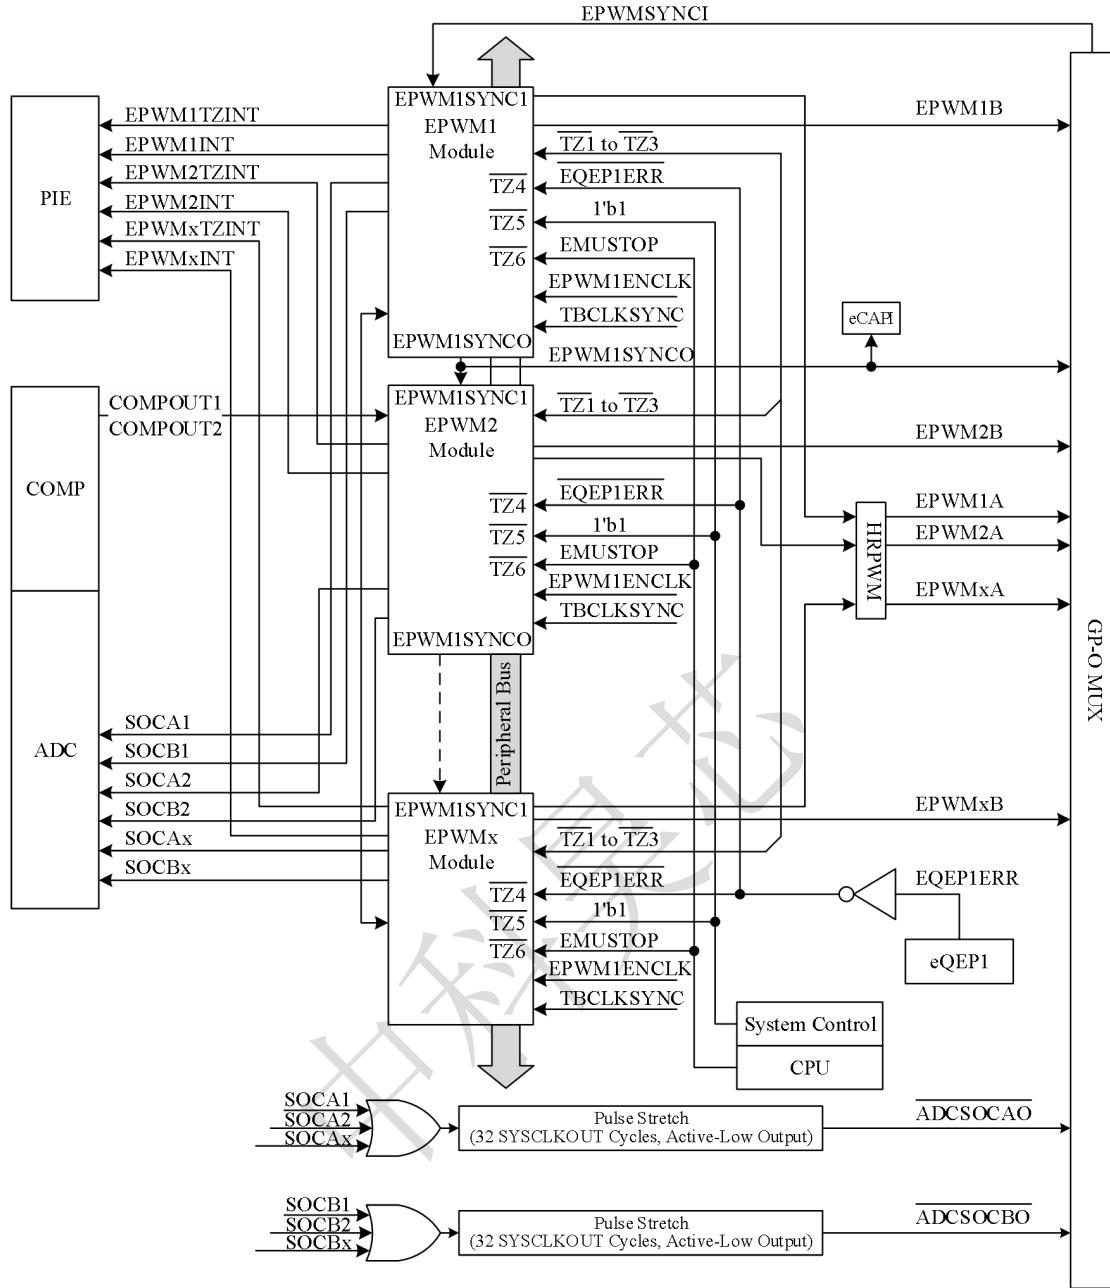 EPWMSYNCI
EPWM1SYNC1
EPWM1
Module
EPWM1TZINT
EPWM1INT
EPWM2TZINT
EPWM2INT
EPWMxTZINT
EPWMxINT
PIE
EPWM1B
TZ1 to TZ3
TZ4
EQEP1ERR
TZ5
1'b1
TZ6
EMUSTOP
EPWM1ENCLK
TBCLKSYNC
eCAPI
EPWM1SYNCO
EPWM1SYNCO
EPWM1SYNC1
EPWM2
Module
COMPOUT1
COMPOUT2
COMP
TZ1 to TZ3
EPWM2B
TZ4
EQEP1ERR
TZ5
1'b1
TZ6
EMUSTOP
EPWM1ENCLK
TBCLKSYNC
HRPWM
EPWM1A
EPWM2A
EPWMxA
GP-O MUX
EPWM1SYNCO
Peripheral Bus
ADC
SOCA1
SOCB1
SOCA2
SOCB2
SOCAx
SOCBx
EPWM1SYNC1
EPWMx
Module
EPWMxB
TZ1 to TZ3
TZ4
EQEP1ERR
EQEP1ERR
TZ5
1'b1
TZ6
EMUSTOP
EPWM1ENCLK
TBCLKSYNC
eQEP1
System Control
CPU
SOCA1
SOCA2
SOCAx
Pulse Stretch
(32 SYSCLKOUT Cycles, Active-Low Output)
ADCSOCAO
SOCB1
SOCB2
SOCBx
Pulse Stretch
(32 SYSCLKOUT Cycles, Active-Low Output)
ADCSOCBO
中科昊芯